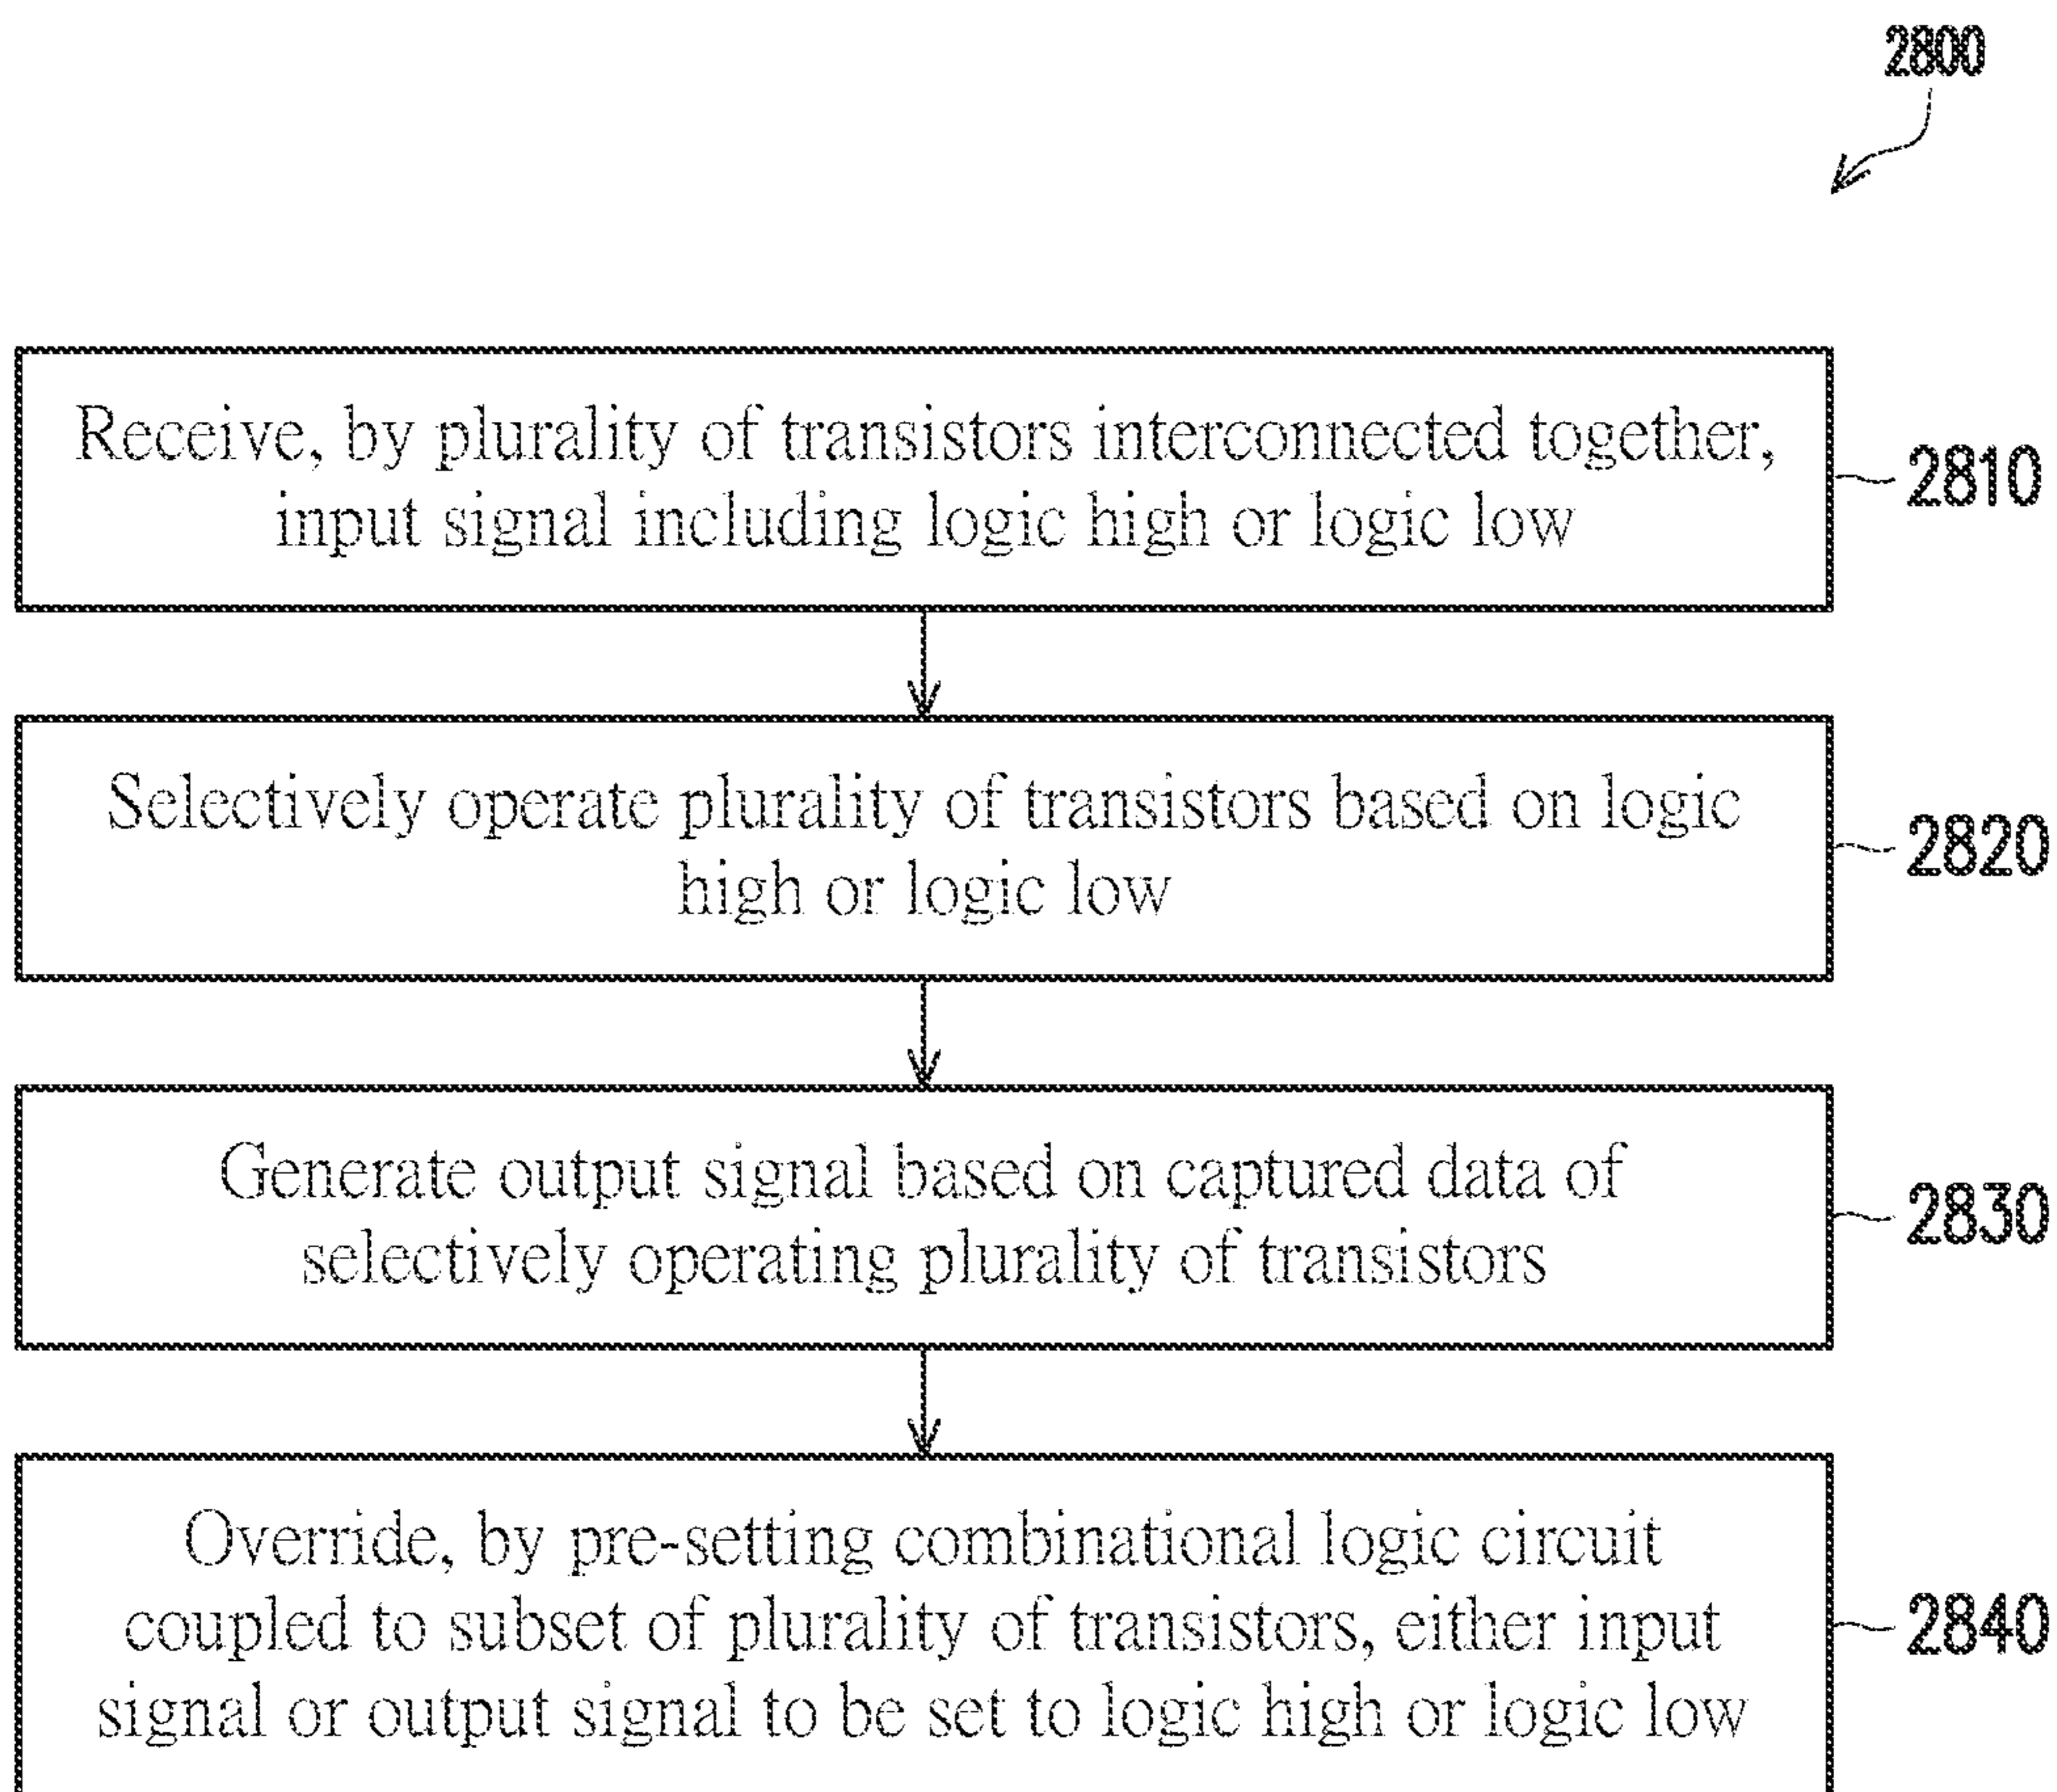 2800
Receive, by plurality of transistors interconnected together,
input signal including logic high or logic low
2810
Selectively operate plurality of transistors based on logic
high or logic low
2820
Generate output signal based on captured data of
selectively operating plurality of transistors
2830
Override, by pre-setting combinational logic circuit
coupled to subset of plurality of transistors, either input
signal or output signal to be set to logic high or logic low
2840